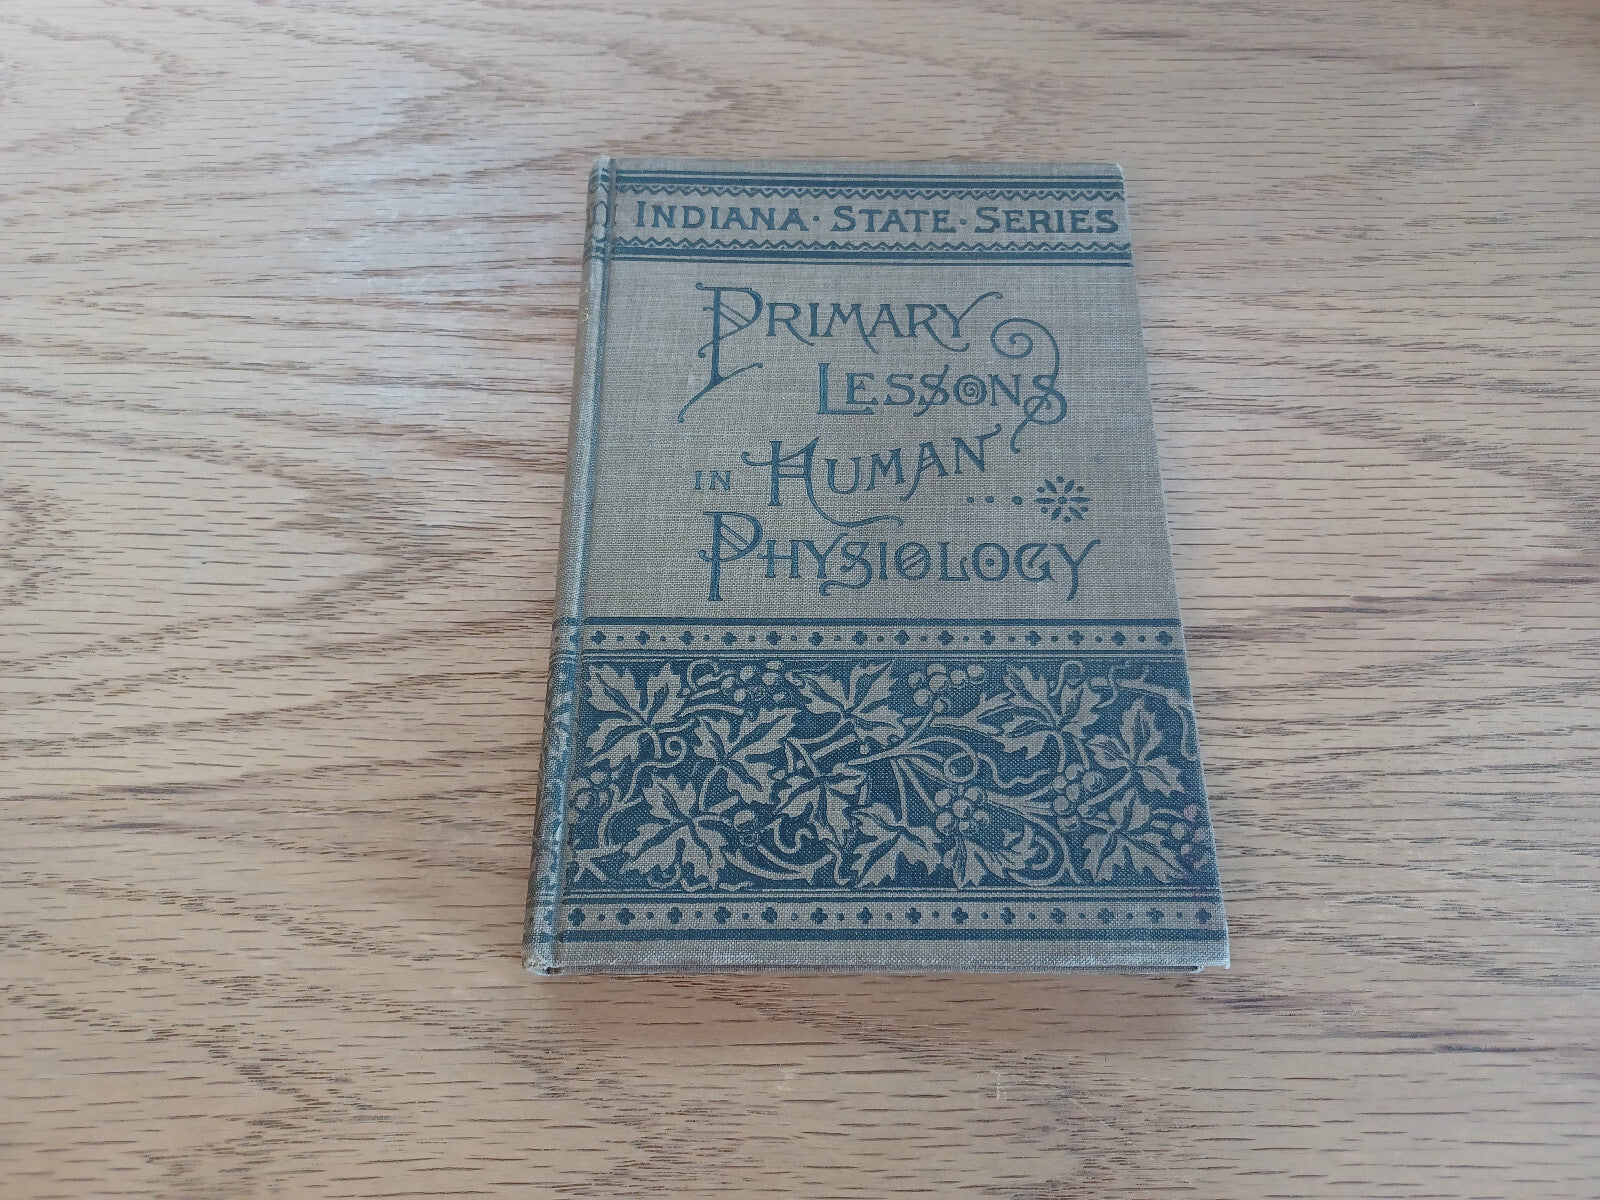 INDIANA · STATE · SERIES
PRIMARY
LESSONS
IN HUMAN
PHYSIOLOGY